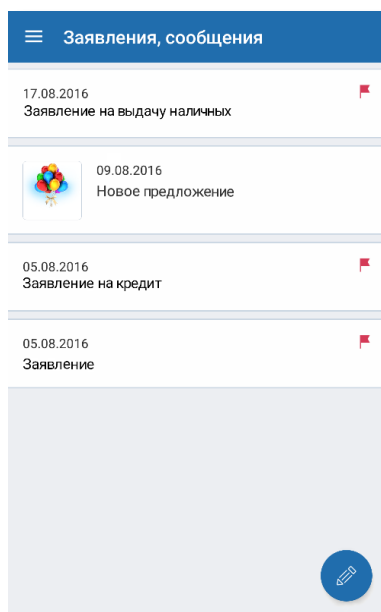 Заявления, сообщения
17.08.2016
Заявление на выдачу наличных
09.08.2016
Новое предложение
05.08.2016
Заявление на кредит
05.08.2016
Заявление